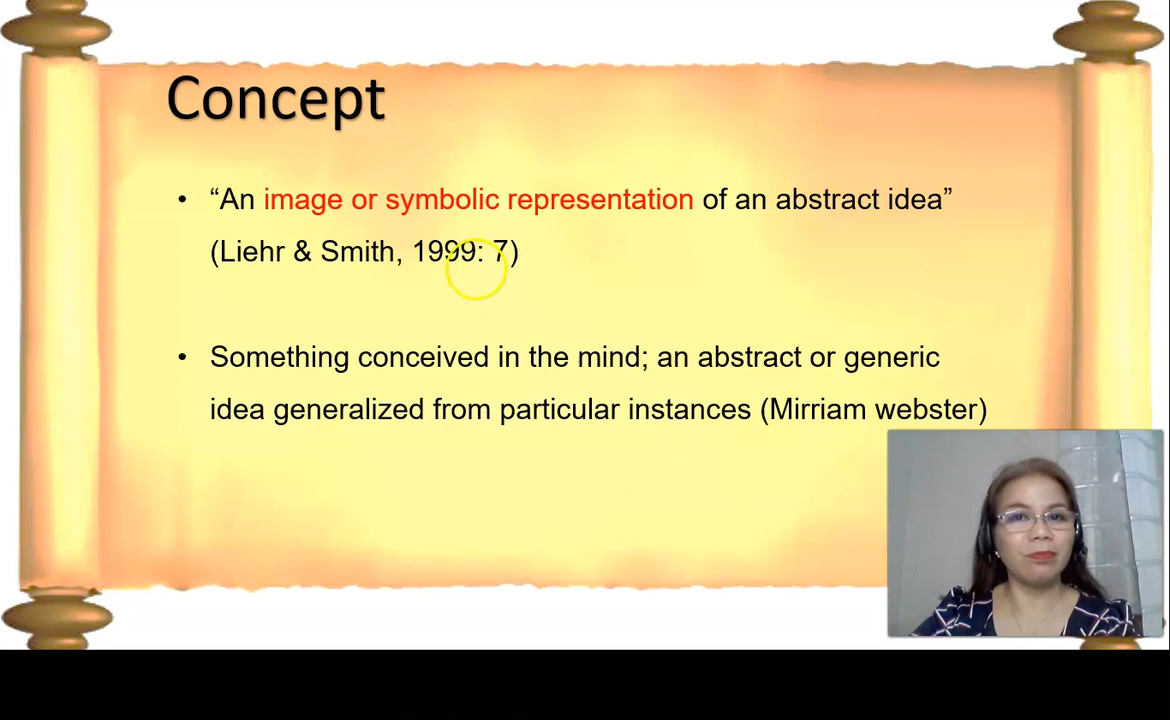 Concept
• “An image or symbolic representation of an abstract idea”
(Liehr & Smith, 1999: 7)
• Something conceived in the mind; an abstract or generic
idea generalized from particular instances (Mirriam webster)